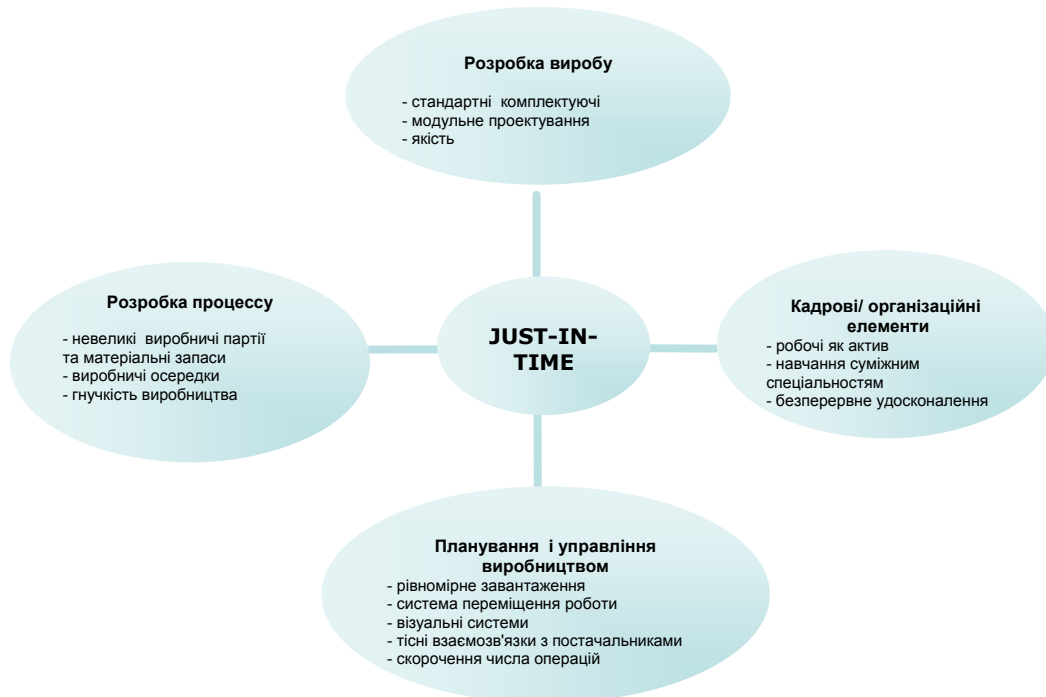 Розробка виробу
- стандартні комплектуючі
- модульне проектування
- якість
Розробка процессу
- невеликі виробничі партії
та матеріальні запаси
- виробничі осередки
- гнучкість виробництва
JUST-IN-
TIME
Кадрові/ організаційні
елементи
- робочі як актив
- навчання суміжним
спеціальностям
- безперервне удосконалення
Планування і управління
виробництвом
- рівномірне завантаження
- система переміщення роботи
- візуальні системи
- тісні взаємозв'язки з постачальниками
- скорочення числа операцій